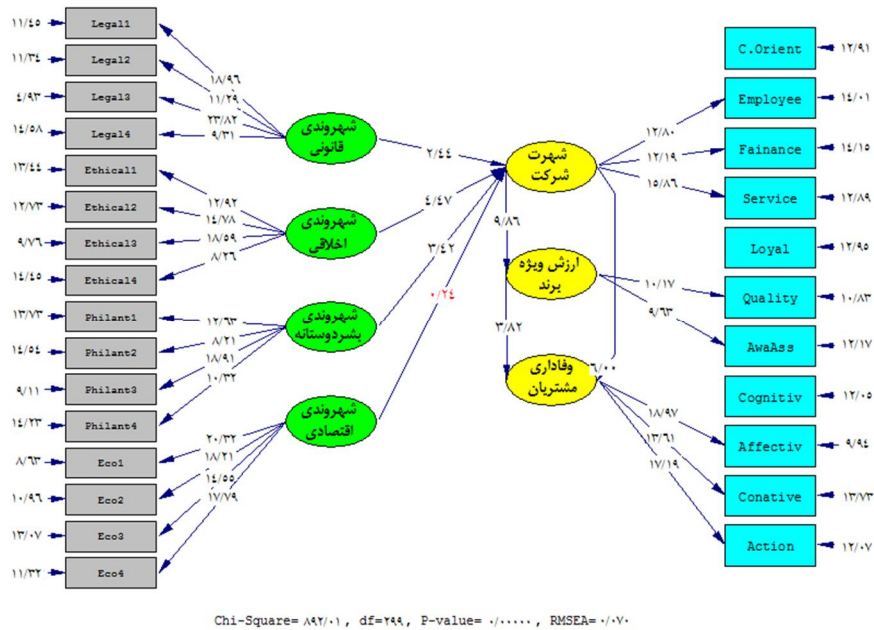 ۱۱/۴۵ Legal1
۱۱/۳۴ Legal2
۴/۹۳ Legal3
۱۴/۵۸ Legal4
۱۳/۴۴ Ethical1
۱۲/۷۳ Ethical2
۹/۷۶ Ethical3
۱۴/۴۵ Ethical4
۱۳/۷۳ Philant1
۱۴/۵۴ Philant2
۹/۱۱ Philant3
۱۴/۲۳ Philant4
۸/۶۳ Eco1
۱۰/۹۶ Eco2
۱۳/۰۷ Eco3
۱۱/۳۲ Eco4
۱۸/۹۶
۱۱/۲۹
۲۳/۸۲
۹/۳۱
۱۲/۹۲
۱۴/۷۸
۱۸/۵۹
۸/۲۶
۱۲/۶۳
۸/۲۱
۱۸/۹۱
۱۰/۳۲
۲۰/۳۲
۱۸/۲۱
۱۴/۵۵
۱۷/۷۹
شهروندی
قانونی
شهروندی
اخلاقی
شهروندی
بشردوستانه
شهروندی
اقتصادی
۲/۴۴
۴/۴۷
۳/۴۲
۰/۲۴
شهرت
شرکت
۹/۸۶
ارزش ویژه
برند
۳/۸۲
وفاداری
مشتریان
۶/۰۰
۱۲/۸۰
۱۲/۱۹
۱۵/۸۶
۱۰/۱۷
۹/۶۳
۱۸/۹۷
۱۳/۶۱
۱۷/۱۹
C.Orient ۱۲/۹۱
Employee ۱۴/۰۱
Fainance ۱۴/۱۵
Service ۱۲/۸۹
Loyal ۱۲/۹۵
Quality ۱۰/۸۳
AwaAss ۱۲/۱۷
Cognitiv ۱۲/۰۵
Affectiv ۹/۹۴
Conative ۱۳/۷۳
Action ۱۲/۰۷
Chi-Square= ۸۹۲/۰۱, df=۲۹۹, P-value= ۰/۰۰۰۰۰, RMSEA= ۰/۰۷۰